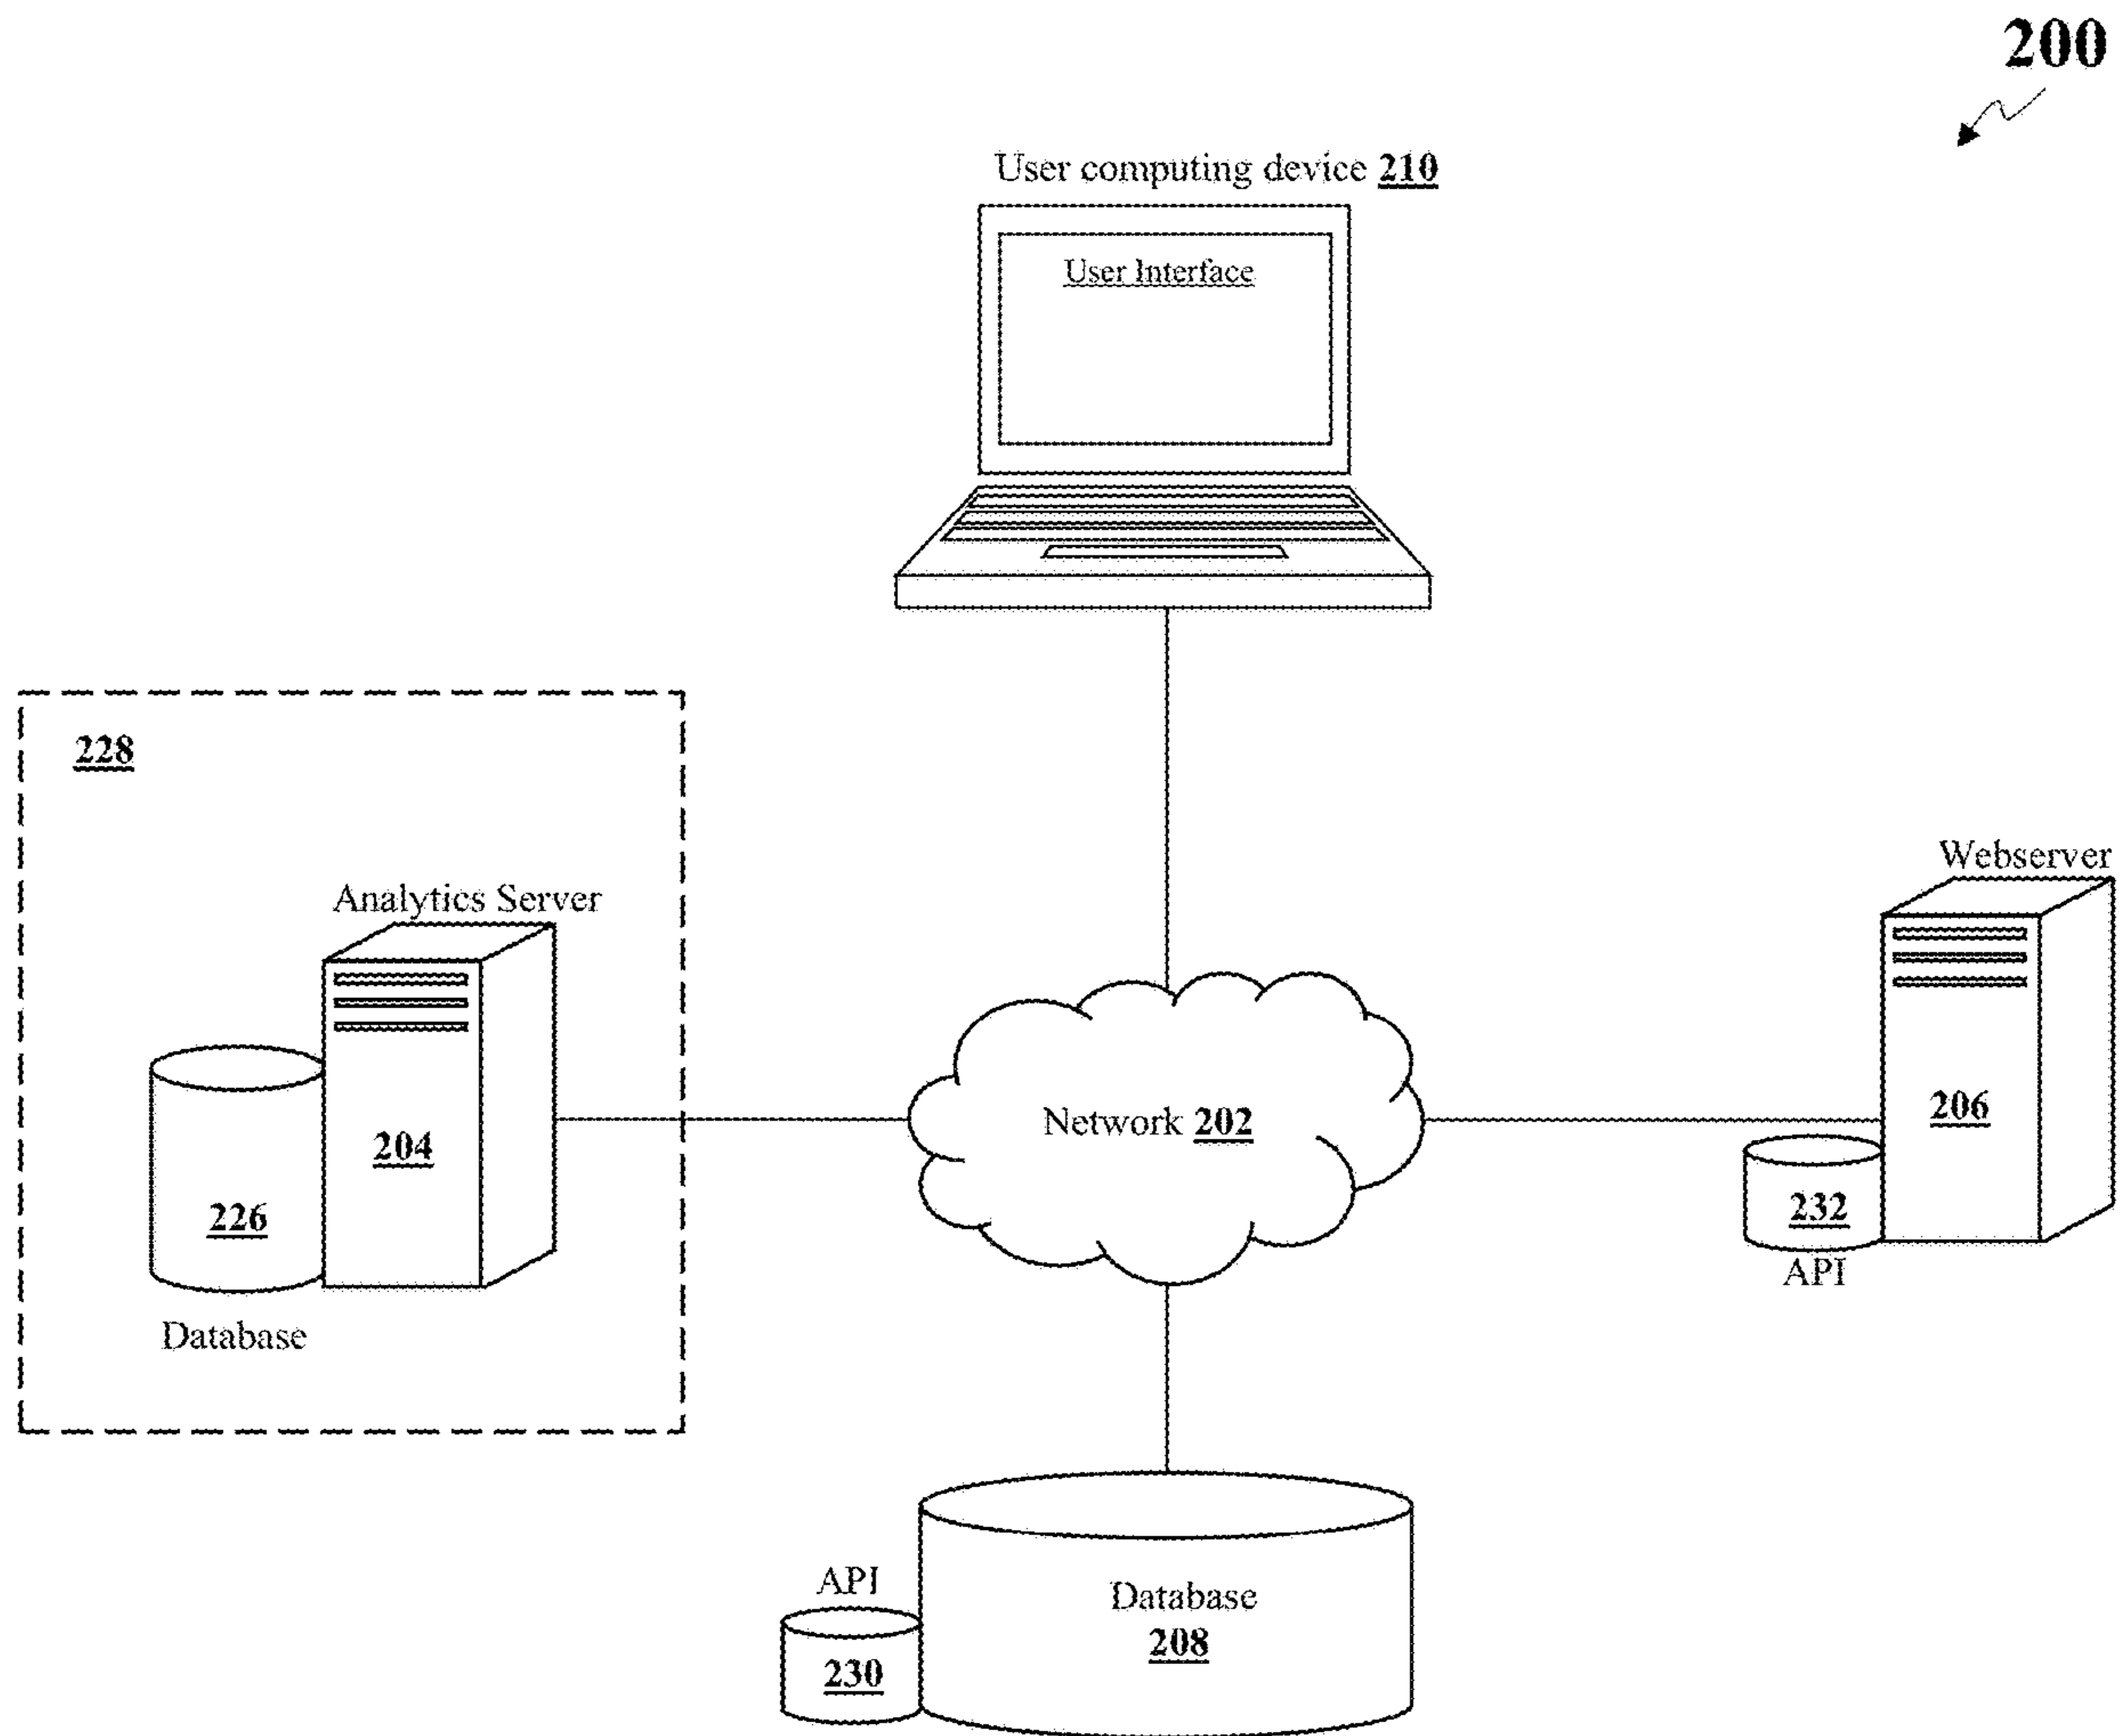 200
User computing device 210
User Interface
228
Webserver
Analytics Server
206
Network 202
204
232
226
API
Database
API
Database
208
230